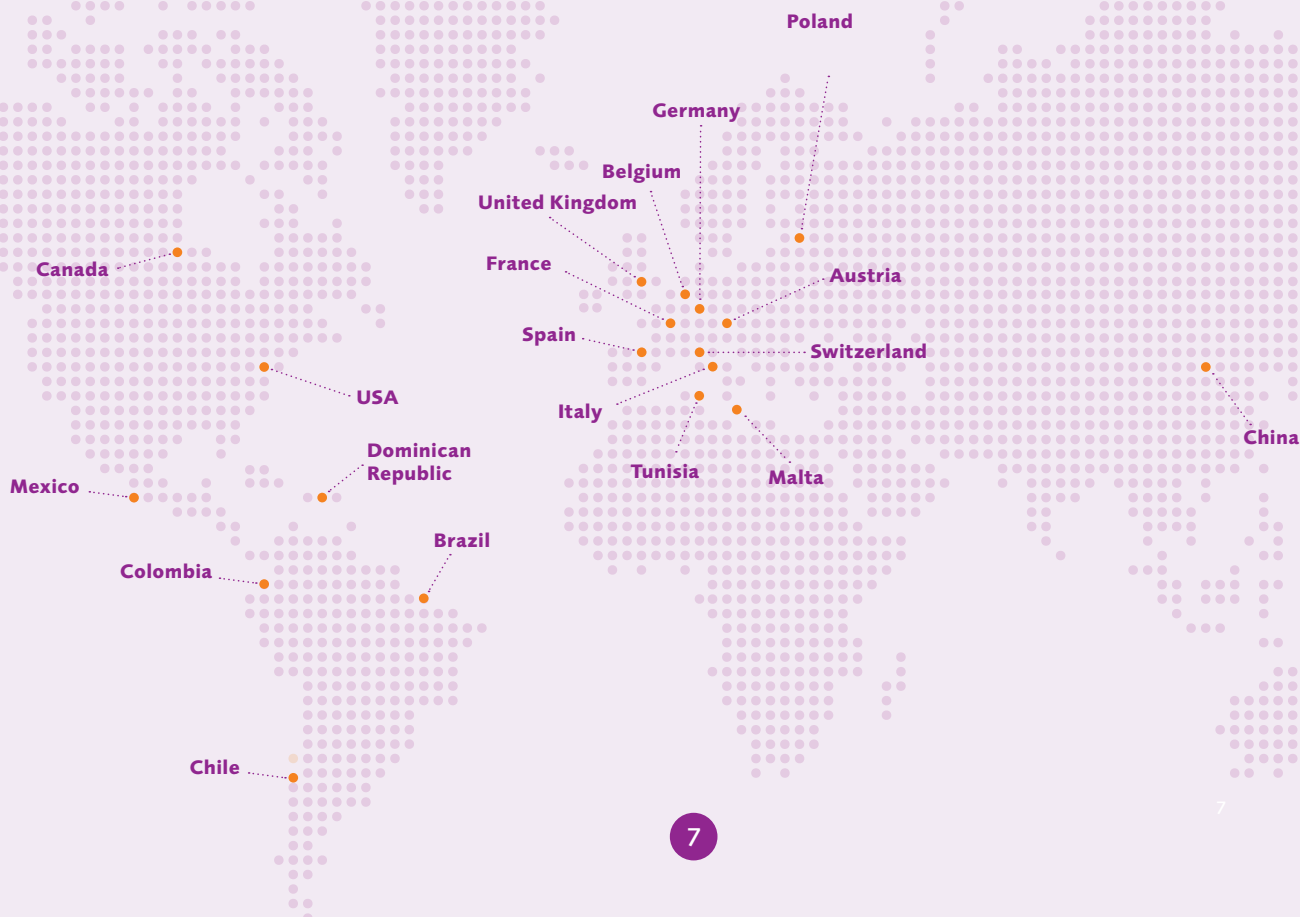 Poland
Germany
Belgium
United Kingdom
France
Canada
Austria
Spain
Switzerland
USA
Italy
China
Dominican
Republic
Tunisia
Malta
Mexico
Brazil
Colombia
Chile
7
7